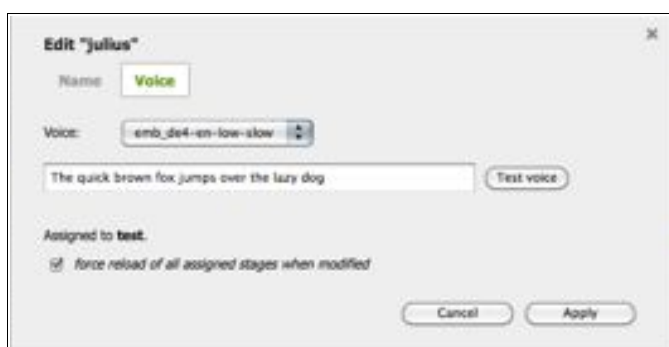 Edit "julius"
Name Voice
Voice: emb_de4-en-low-slow
The quick brown fox jumps over the lazy dog Test voice
Assigned to test.
force reload of all assigned stages when modified
Cancel Apply